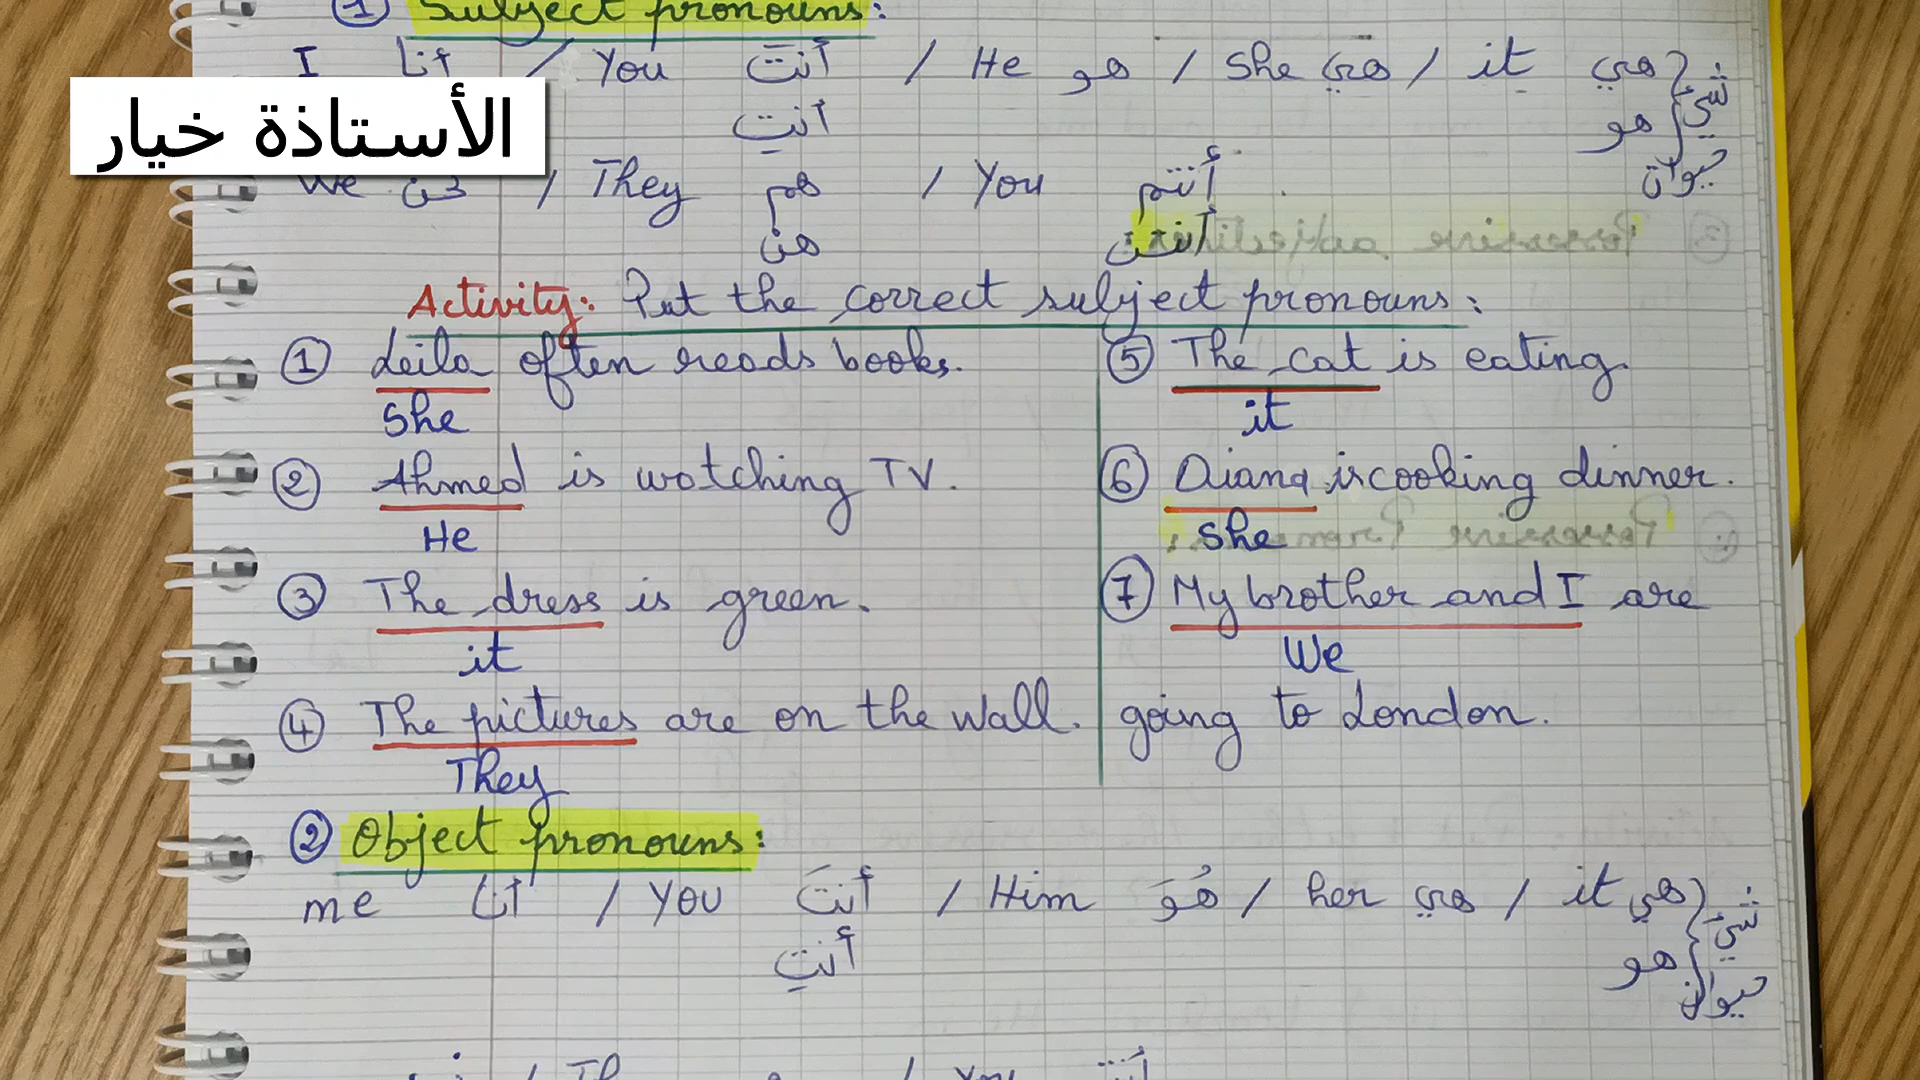 ① Subject pronouns:
I أنا / You أنتَ / He هو / She هي / it هي شيء
أنتِ هو حيوان
الأستاذة خيار
We نحن / They هم / You أنتم
هن أنتن
Activity: Put the correct subject pronouns:
① Leila often reads books.
She
② Ahmed is watching TV.
He
③ The dress is green.
it
④ The pictures are on the wall.
They
⑤ The cat is eating.
it
⑥ Diana is cooking dinner.
She
⑦ My brother and I are
We
going to London.
② Object pronouns:
me أنا / You أنتَ / Him هُوَ / her هي / it هي شيء
أنتِ هو حيوان